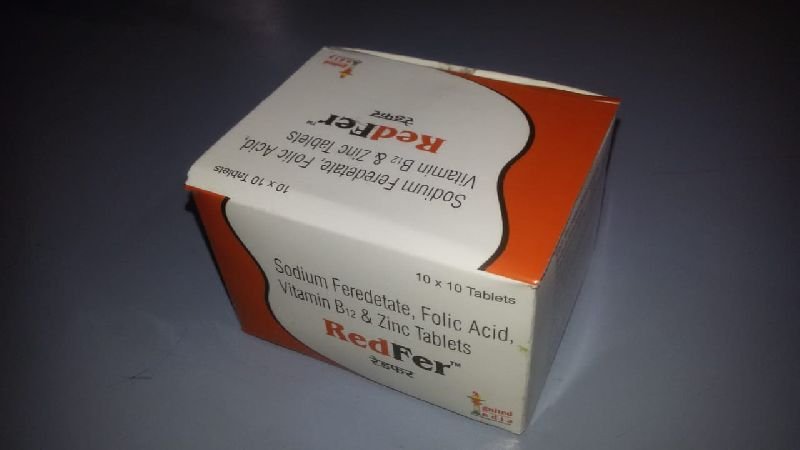 Sodium Feredetate, Folic Acid,
Vitamin B12 & Zinc Tablets
RedFer™
रेडफर
10 x 10 Tablets
10 x 10 Tablets
Sodium Feredetate, Folic Acid,
Vitamin B12 & Zinc Tablets
RedFer™
रेडफर